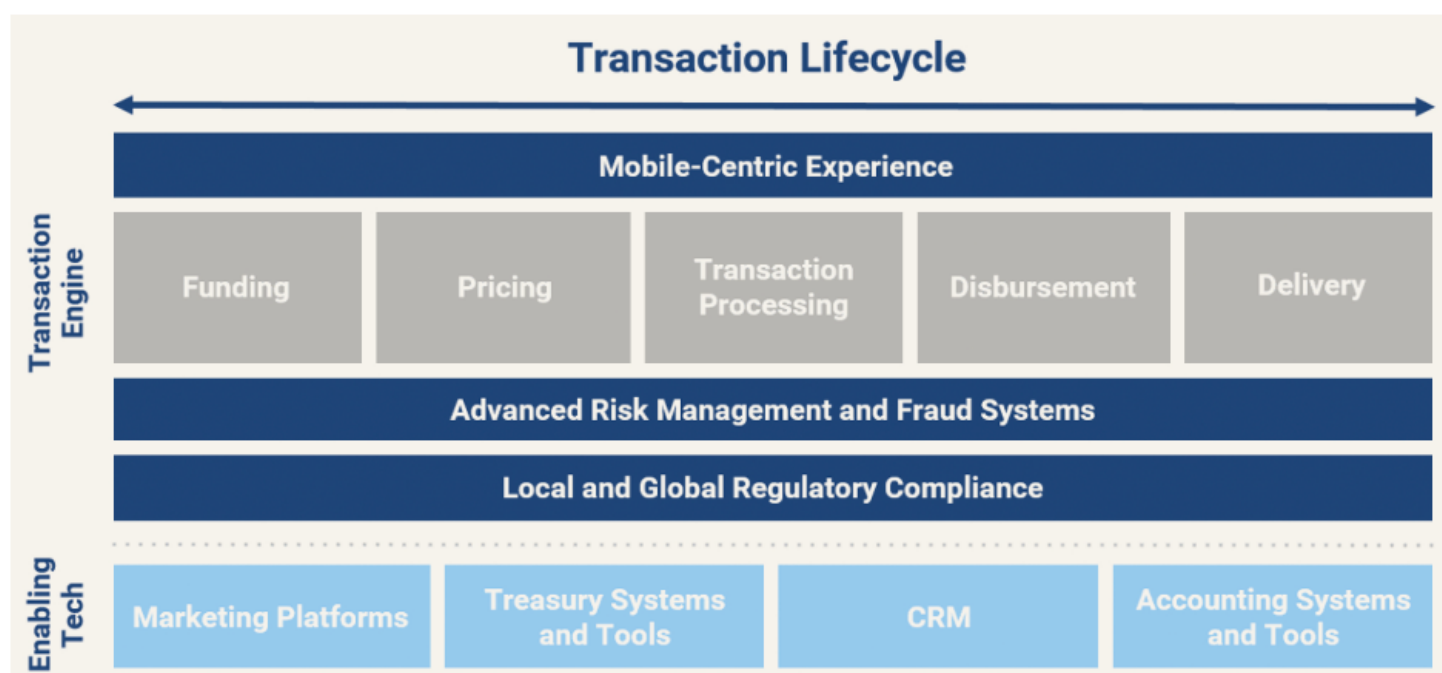 Transaction Lifecycle
Mobile-Centric Experience
Transaction
Engine
Funding
Pricing
Transaction
Processing
Disbursement
Delivery
Advanced Risk Management and Fraud Systems
Local and Global Regulatory Compliance
Enabling
Tech
Marketing Platforms
Treasury Systems
and Tools
CRM
Accounting Systems
and Tools